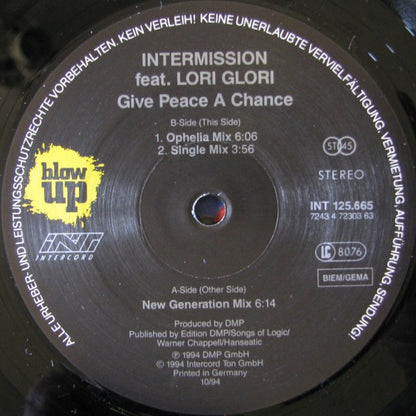 ALLE URHEBER- UND LEISTUNGSSCHUTZRECHTE VORBEHALTEN. KEIN VERLEIH! KEINE UNERLAUBTE VERVIELFÄLTIGUNG, VERMIETUNG, AUFFÜHRUNG, SENDUNG!
INTERMISSION
feat. LORI GLORI
Give Peace A Chance
B-Side (This Side)
1. Ophelia Mix 6:06
2. Single Mix 3:56
ST 45
STEREO
blow
up
INT 125.665
7243 4 72303 63
INT
INTERCORD
LC 8076
BIEM/GEMA
A-Side (Other Side)
New Generation Mix 6:14
Produced by DMP
Published by Edition DMP/Songs of Logic/
Warner Chappell/Hanseatic
℗ 1994 DMP GmbH
© 1994 Intercord Ton GmbH
Printed in Germany
10/94